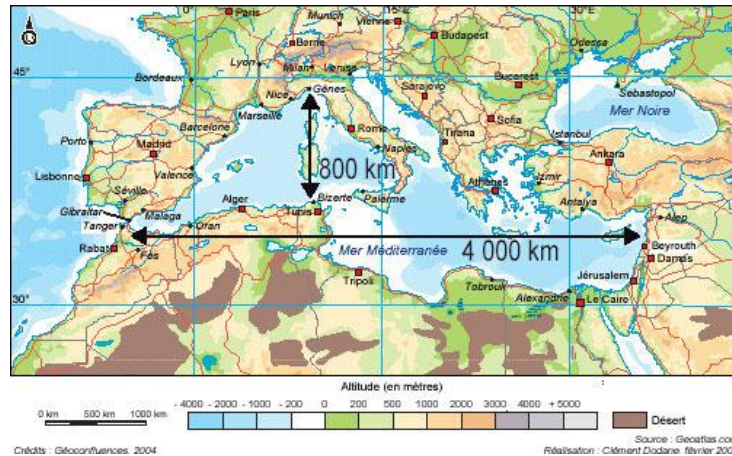 0°
15°E
30°E
Paris
Munich
Vienne
Berne
Budapest
Odessa
Lyon
Milan
Venise
45°
Bordeaux
Bucarest
Sébastopol
Gênes
Sarajevo
Nice
Mer Noire
Marseille
Sofia
Porto
Barcelone
Rome
Tirana
Istanbul
Madrid
800 km
Naples
Ankara
Lisbonne
Valence
Athènes
Izmir
Séville
Bizerte
Palerme
Antalya
Gibraltar
Malaga
Alger
Tunis
Alep
Tanger
Oran
Rabat
Fès
Mer Méditerranée
4 000 km
Beyrouth
Damas
Tripoli
Tobrouk
Jérusalem
30°
Alexandrie
Le Caire
Altitude (en mètres)
0 km 500 km 1000 km
- 4000 - 2000 - 1000 - 200 0 200 500 1000 2000 3000 4000 + 5000
Désert
Crédits : Géoconfluences, 2004
Source : Geoatlas.co
Réalisation : Clément Dodane, février 200